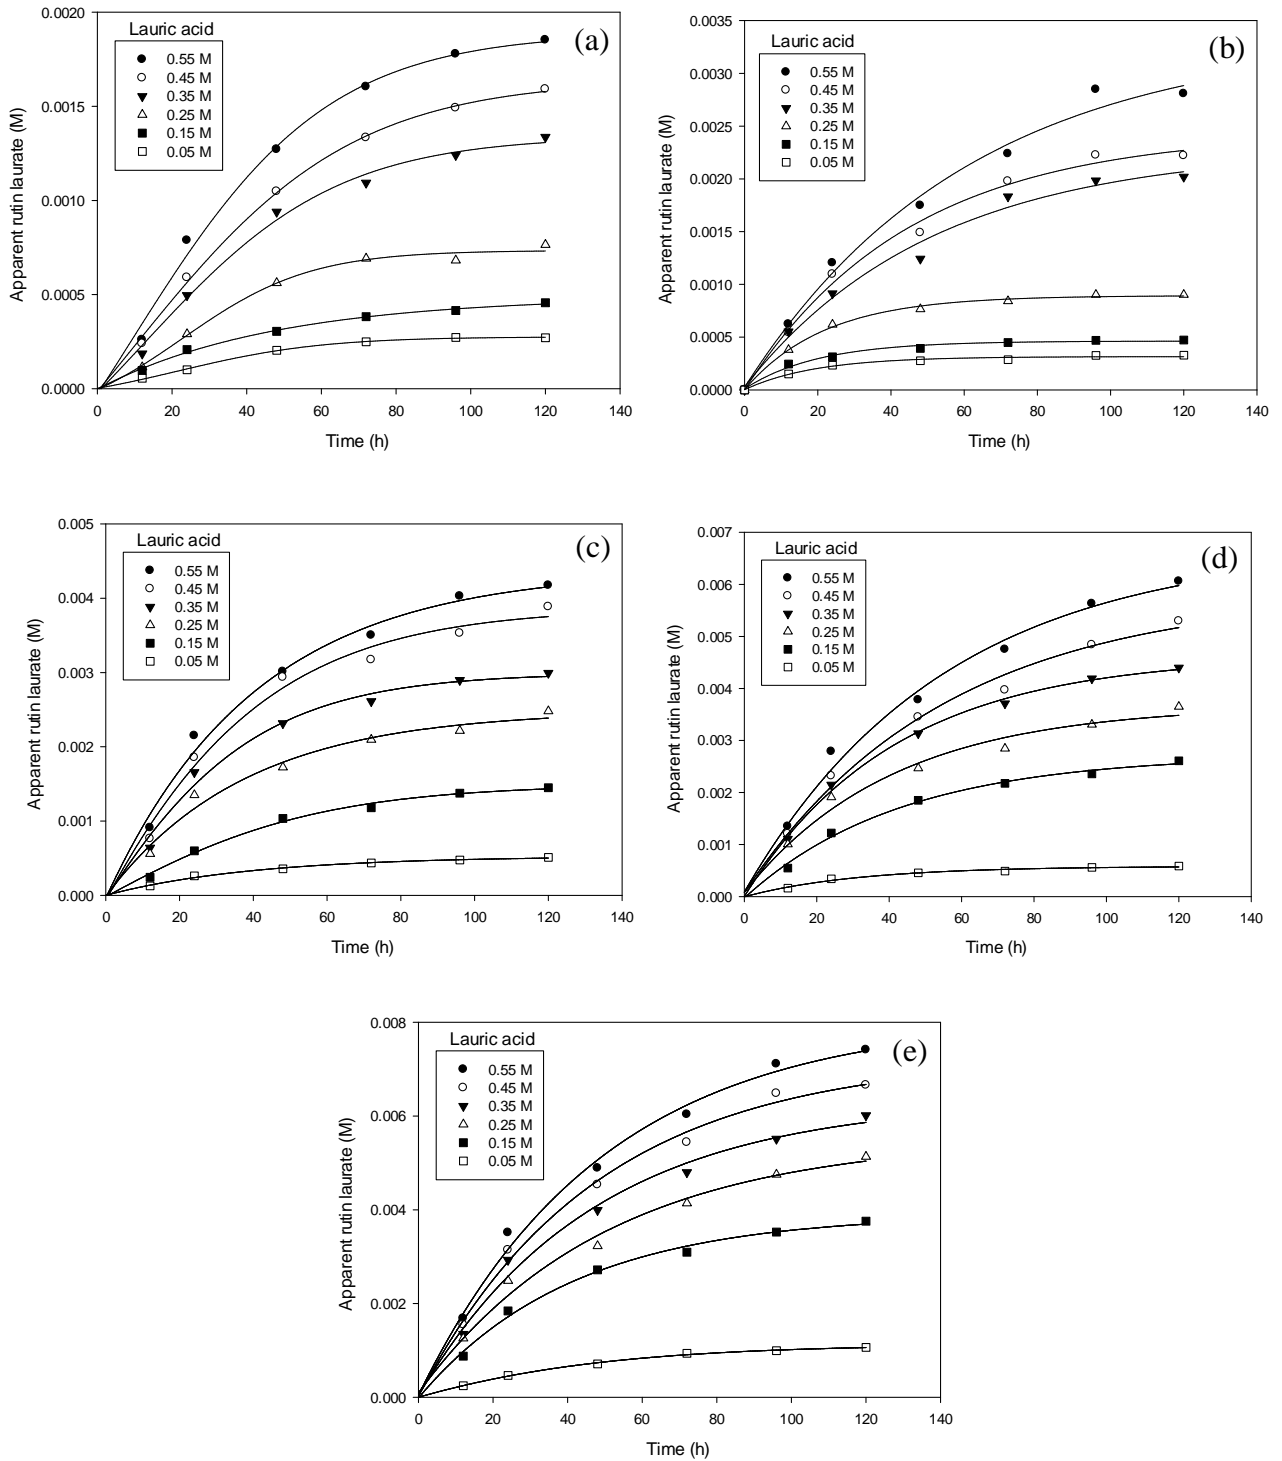 (a)
Lauric acid
0.55 M
0.45 M
0.35 M
0.25 M
0.15 M
0.05 M
Apparent rutin laurate (M)
0.0020
0.0015
0.0010
0.0005
0.0000
0 20 40 60 80 100 120 140
Time (h)
(b)
Lauric acid
0.55 M
0.45 M
0.35 M
0.25 M
0.15 M
0.05 M
Apparent rutin laurate (M)
0.0035
0.0030
0.0025
0.0020
0.0015
0.0010
0.0005
0.0000
0 20 40 60 80 100 120 140
Time (h)
(c)
Lauric acid
0.55 M
0.45 M
0.35 M
0.25 M
0.15 M
0.05 M
Apparent rutin laurate (M)
0.005
0.004
0.003
0.002
0.001
0.000
0 20 40 60 80 100 120 140
Time (h)
(d)
Lauric acid
0.55 M
0.45 M
0.35 M
0.25 M
0.15 M
0.05 M
Apparent rutin laurate (M)
0.007
0.006
0.005
0.004
0.003
0.002
0.001
0.000
0 20 40 60 80 100 120 140
Time (h)
(e)
Lauric acid
0.55 M
0.45 M
0.35 M
0.25 M
0.15 M
0.05 M
Apparent rutin laurate (M)
0.008
0.006
0.004
0.002
0.000
0 20 40 60 80 100 120 140
Time (h)